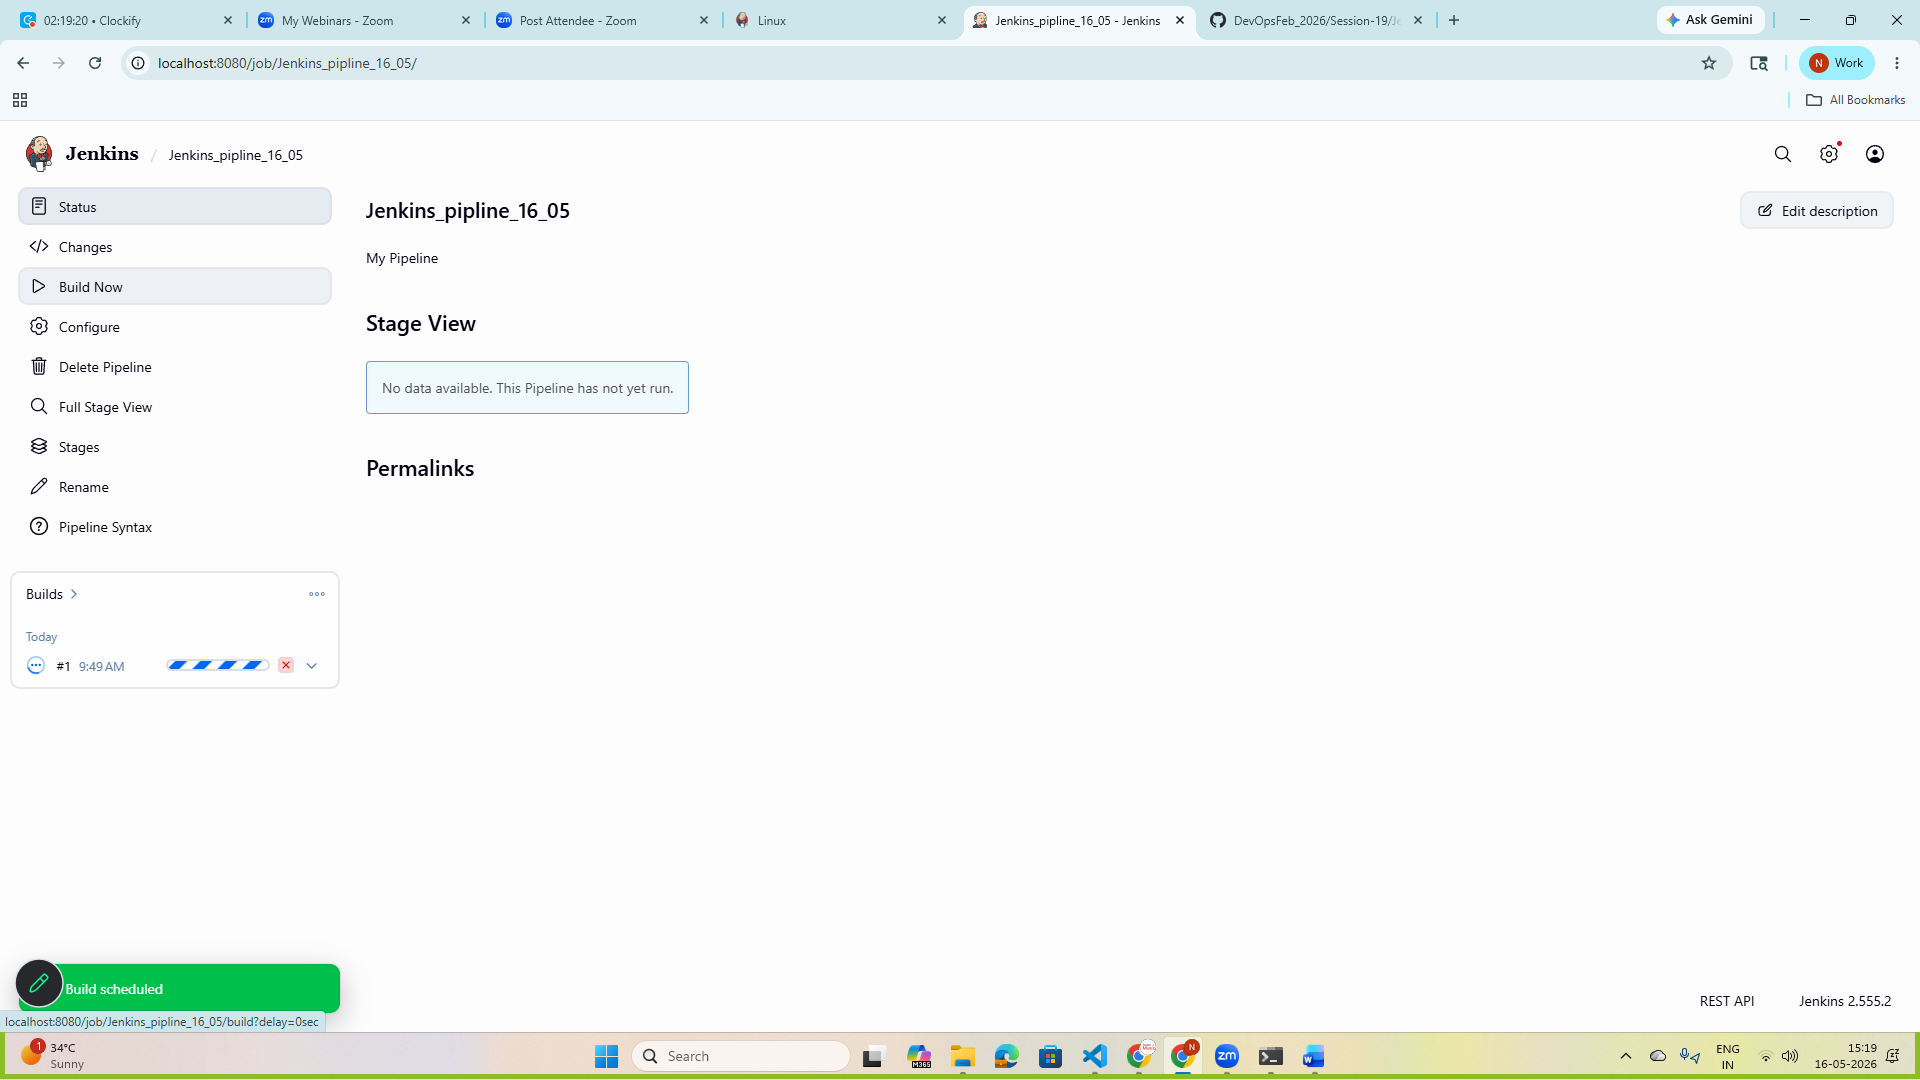 02:19:20 • Clockify
My Webinars - Zoom
Post Attendee - Zoom
Linux
Jenkins_pipline_16_05 - Jenkins
DevOpsFeb_2026/Session-19/Je
Ask Gemini
localhost:8080/job/Jenkins_pipline_16_05/
N Work
All Bookmarks
Jenkins / Jenkins_pipline_16_05
Status
Changes
Build Now
Configure
Delete Pipeline
Full Stage View
Stages
Rename
Pipeline Syntax
Builds
Today
#1 9:49 AM
Jenkins_pipline_16_05
Edit description
My Pipeline
Stage View
No data available. This Pipeline has not yet run.
Permalinks
Build scheduled
REST API
Jenkins 2.555.2
localhost:8080/job/Jenkins_pipline_16_05/build?delay=0sec
1
34°C
Sunny
Search
M365
N
zm
W
ENG
IN
15:19
16-05-2026